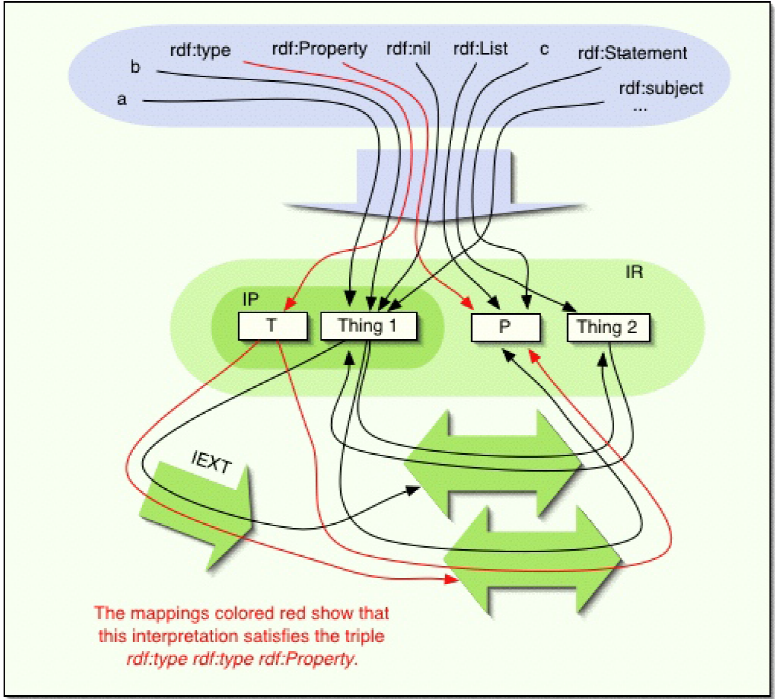 rdf:type rdf:Property rdf:nil rdf:List c rdf:Statement
b
a rdf:subject
...
IR
IP
T Thing 1 P Thing 2
IEXT
The mappings colored red show that
this interpretation satisfies the triple
rdf:type rdf:type rdf:Property.